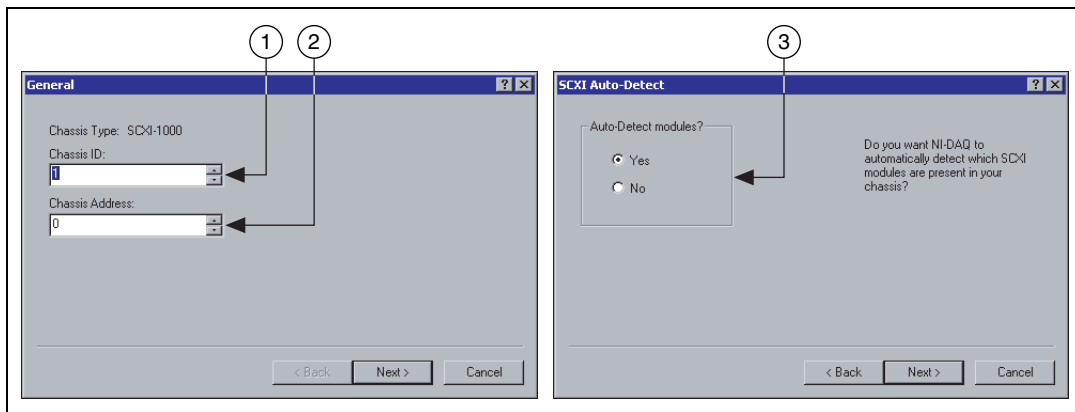 1 2 3
General
Chassis Type: SCXI-1000
Chassis ID:
1
Chassis Address:
0
< Back Next > Cancel
SCXI Auto-Detect
Auto-Detect modules?
Yes
No
Do you want NI-DAQ to
automatically detect which SCXI
modules are present in your
chassis?
< Back Next > Cancel